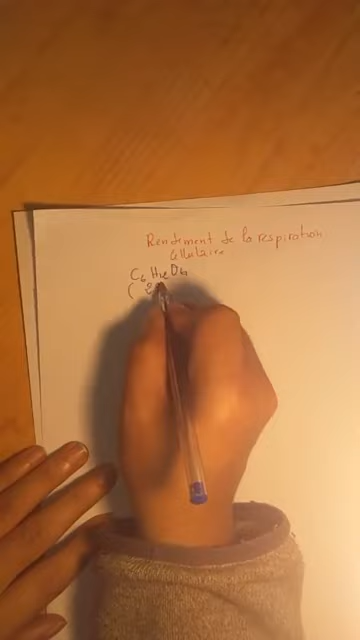 Rendement de la respiration
Cellulaire
C₆H₁₂O₆
(